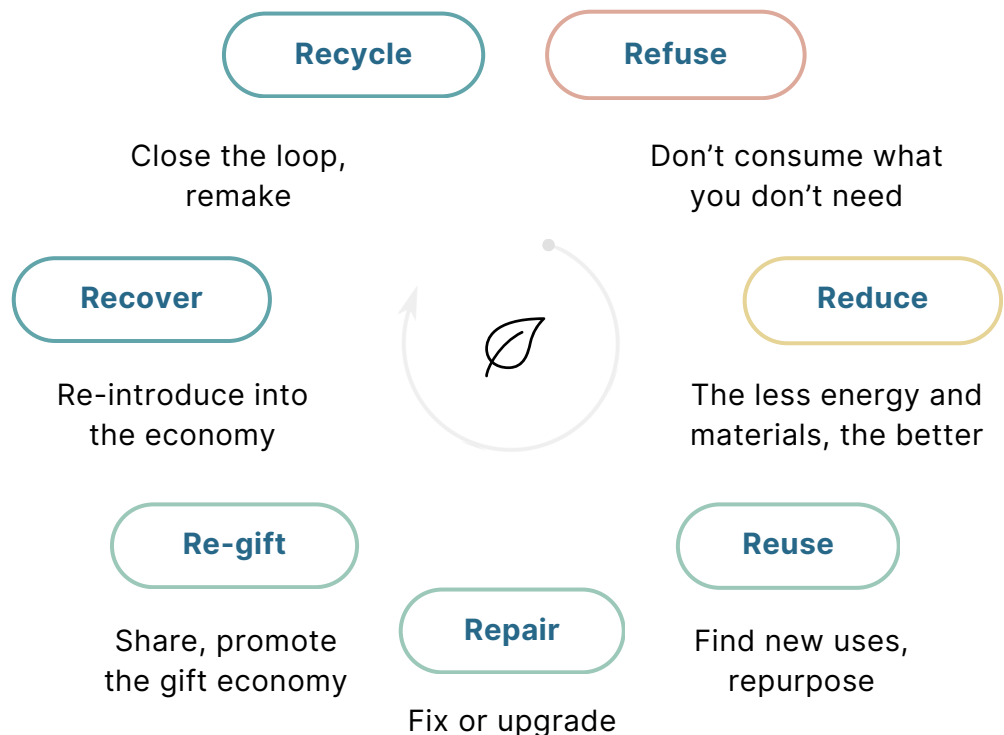 Recycle
Refuse
Close the loop,
remake
Don’t consume what
you don’t need
Recover
Reduce
Re-introduce into
the economy
The less energy and
materials, the better
Re-gift
Reuse
Repair
Share, promote
the gift economy
Find new uses,
repurpose
Fix or upgrade